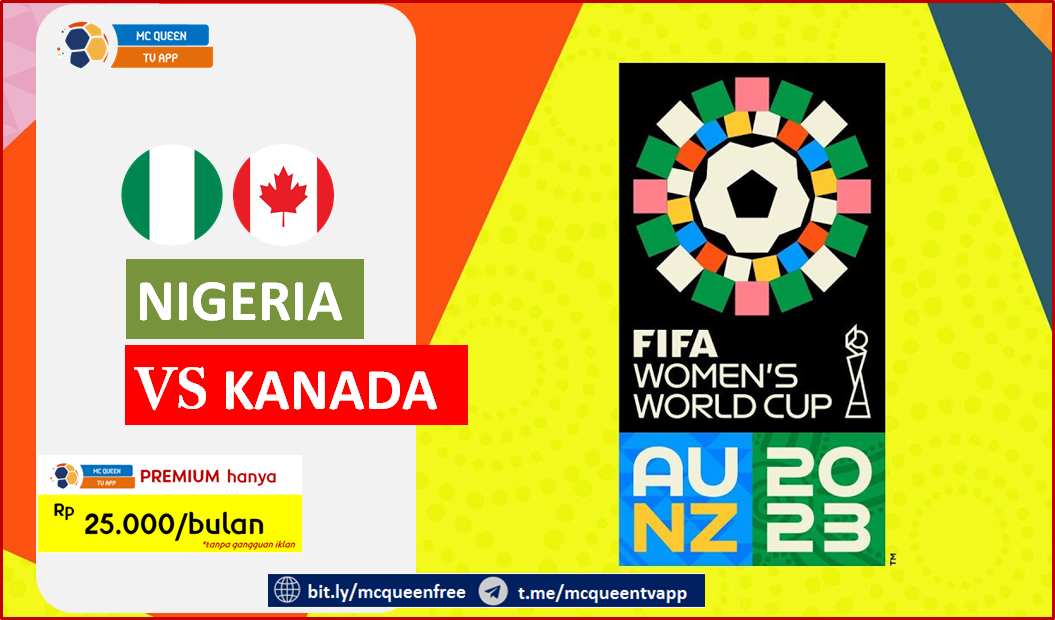 MC QUEEN
TV APP
NIGERIA
VS KANADA
MC QUEEN
TV APP
PREMIUM hanya
Rp 25.000/bulan
*tanpa gangguan iklan
FIFA
WOMEN'S
WORLD CUP
AU 20
NZ 23
TM
bit.ly/mcqueenfree t.me/mcqueentvapp